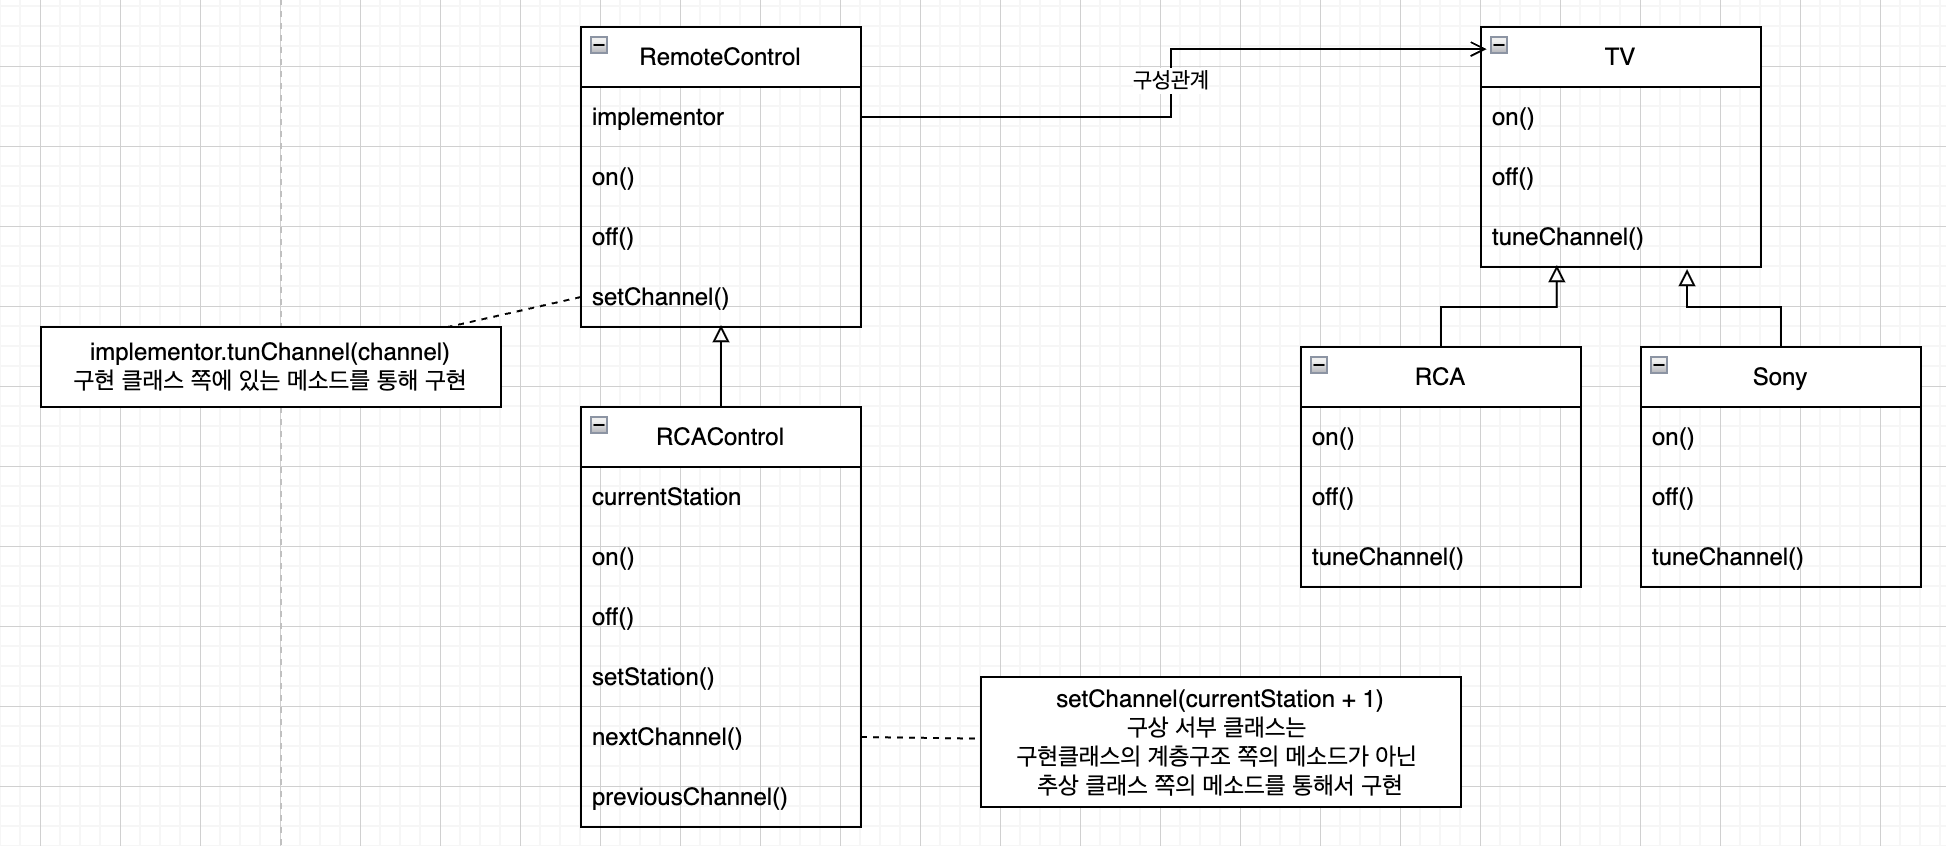 RemoteControl
implementor
on()
off()
setChannel()
구성관계
TV
on()
off()
tuneChannel()
implementor.tunChannel(channel)
구현 클래스 쪽에 있는 메소드를 통해 구현
RCAControl
currentStation
on()
off()
setStation()
nextChannel()
previousChannel()
RCA
on()
off()
tuneChannel()
Sony
on()
off()
tuneChannel()
setChannel(currentStation + 1)
구상 서부 클래스는
구현클래스의 계층구조 쪽의 메소드가 아닌
추상 클래스 쪽의 메소드를 통해서 구현